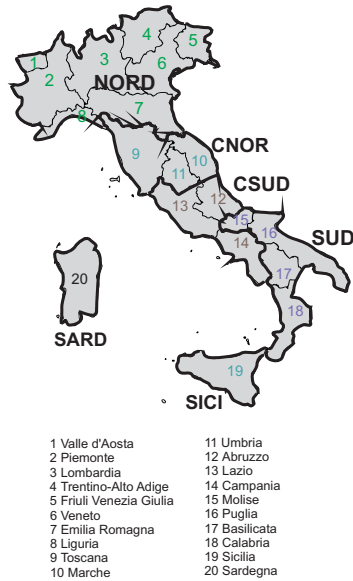 4
5
1
3
6
2
NORD
7
8
CNOR
9
10
11
CSUD
12
13
15
16
14
SUD
17
20
18
SARD
19
SICI
1 Valle d'Aosta
2 Piemonte
3 Lombardia
4 Trentino-Alto Adige
5 Friuli Venezia Giulia
6 Veneto
7 Emilia Romagna
8 Liguria
9 Toscana
10 Marche
11 Umbria
12 Abruzzo
13 Lazio
14 Campania
15 Molise
16 Puglia
17 Basilicata
18 Calabria
19 Sicilia
20 Sardegna